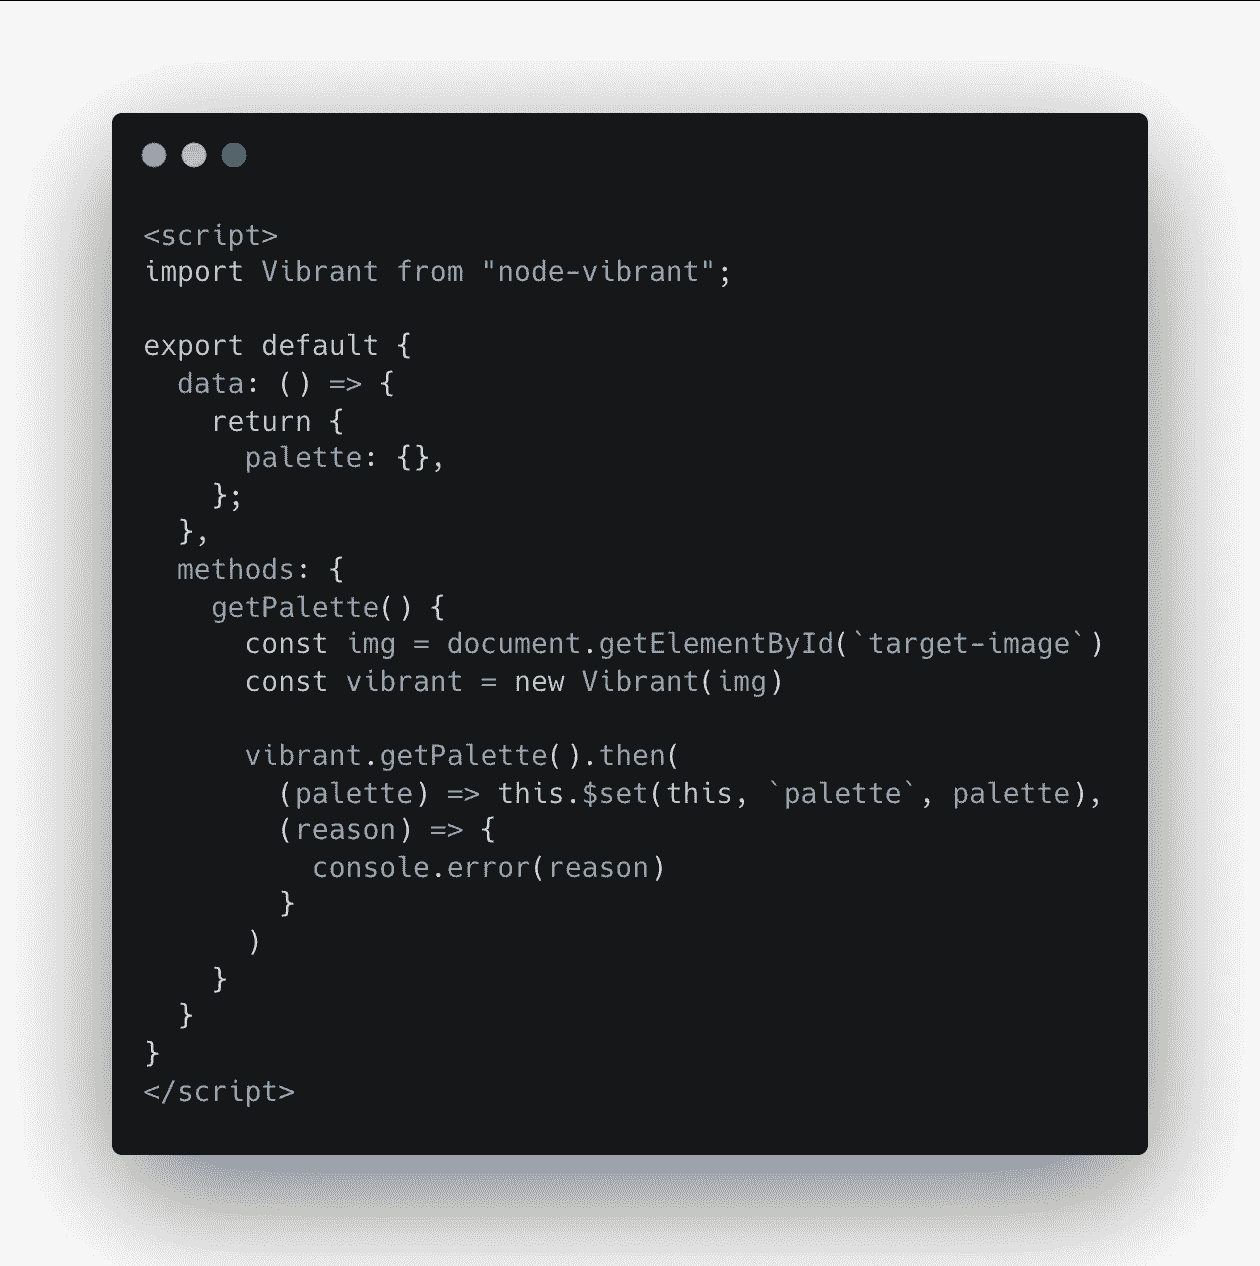 <script>
import Vibrant from "node-vibrant";
export default {
  data: () => {
    return {
      palette: {},
    };
  },
  methods: {
    getPalette() {
      const img = document.getElementById(`target-image`)
      const vibrant = new Vibrant(img)
      vibrant.getPalette().then(
        (palette) => this.$set(this, `palette`, palette),
        (reason) => {
          console.error(reason)
        }
      )
    }
  }
}
</script>